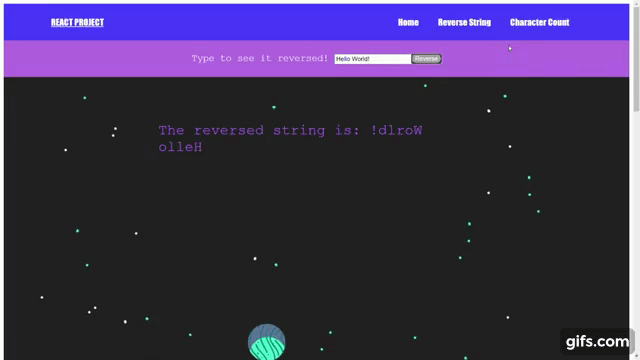 REACT PROJECT
Home Reverse String Character Count
Type to see it reversed! Hello World! Reverse
The reversed string is: !dlroW
olleH
gifs.com